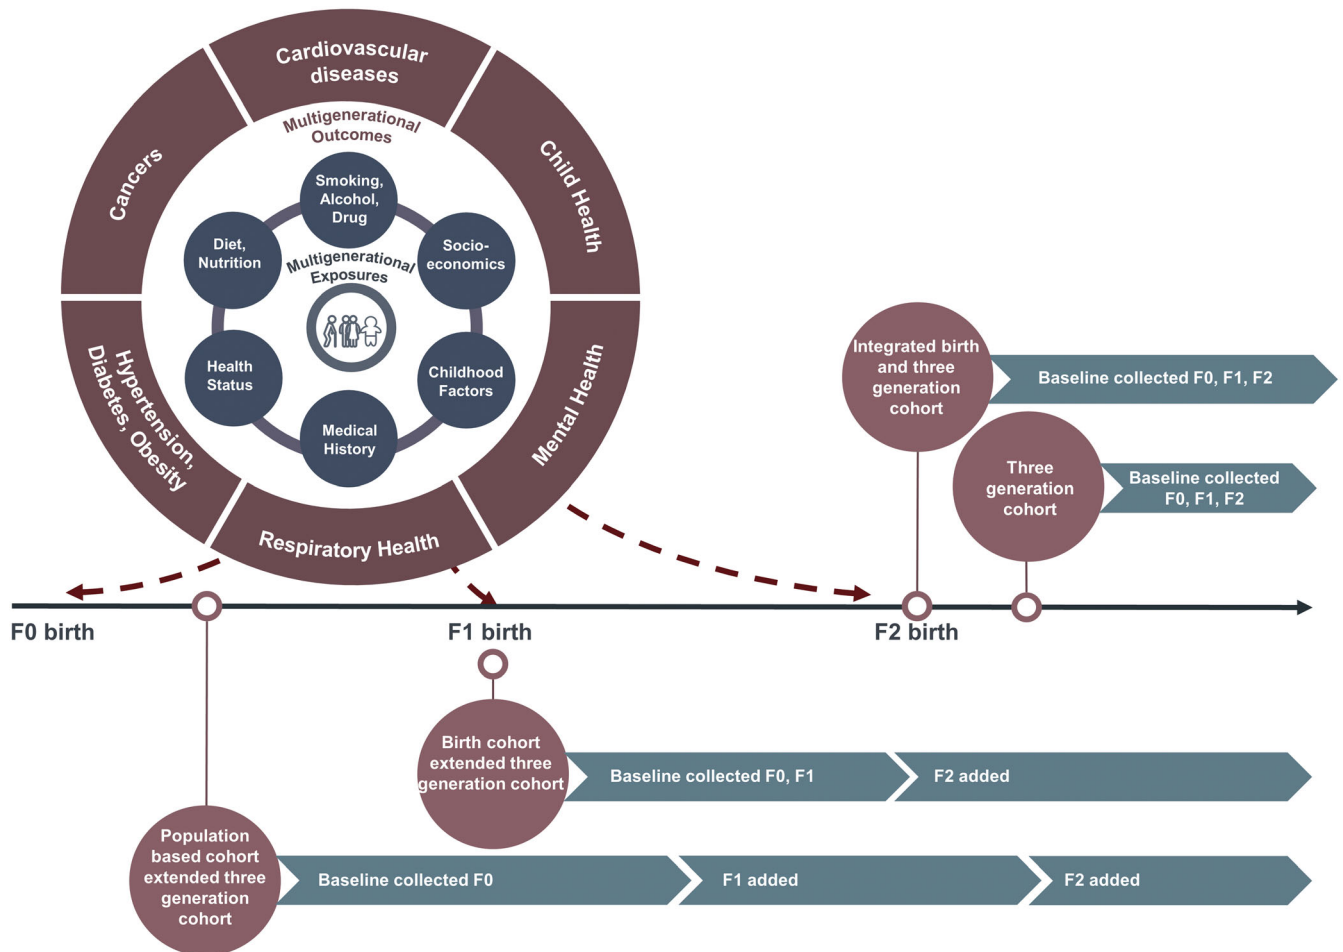 Cardiovascular
diseases
Child Health
Mental Health
Respiratory Health
Hypertension,
Diabetes, Obesity
Cancers
Multigenerational
Outcomes
Smoking,
Alcohol,
Drug
Socio-
economics
Childhood
Factors
Medical
History
Health
Status
Diet,
Nutrition
Multigenerational
Exposures
Integrated birth
and three
generation
cohort
Baseline collected F0, F1, F2
Three
generation
cohort
Baseline collected
F0, F1, F2
F0 birth
F1 birth
F2 birth
Birth cohort
extended three
generation cohort
Baseline collected F0, F1
F2 added
Population
based cohort
extended three
generation
cohort
Baseline collected F0
F1 added
F2 added